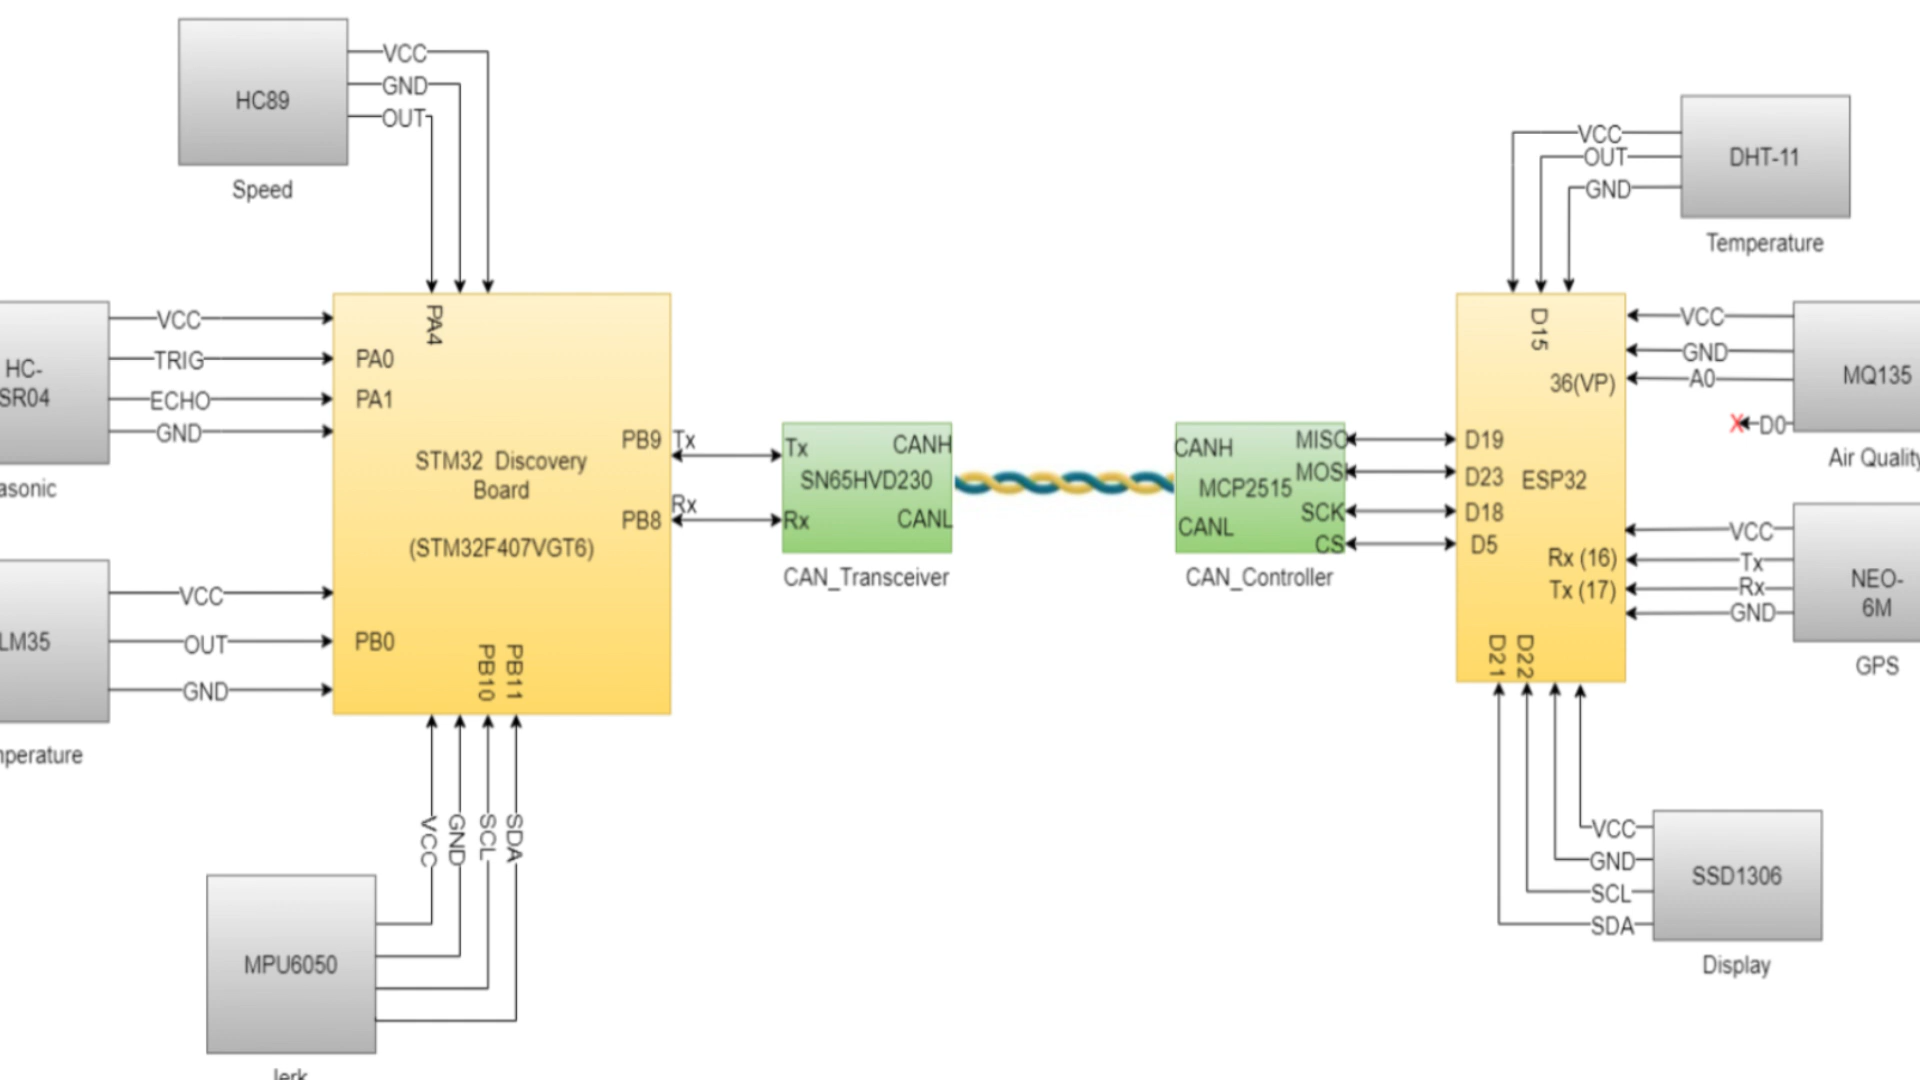 HC89
VCC
GND
OUT
Speed
HC-
SR04
VCC
TRIG
ECHO
GND
asonic
LM35
VCC
OUT
GND
nperature
PA4
PA0
PA1
STM32 Discovery
Board
(STM32F407VGT6)
PB9
PB8
PB0
PB10
PB11
Tx
Rx
VCC
GND
SCL
SDA
MPU6050
Jerk
Tx
CANH
SN65HVD230
Rx
CANL
CAN_Transceiver
CANH
MISO
MOSI
MCP2515
SCK
CANL
CS
CAN_Controller
VCC
OUT
GND
DHT-11
Temperature
D15
36(VP)
D19
D23
ESP32
D18
D5
Rx (16)
Tx (17)
D21
D22
VCC
GND
A0
X
D0
MQ135
Air Quality
VCC
Tx
Rx
GND
NEO-
6M
GPS
VCC
GND
SCL
SDA
SSD1306
Display